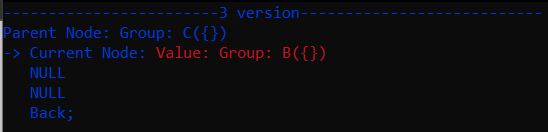 ------------------------3 version---------------------------
Parent Node: Group: C({})
-> Current Node: Value: Group: B({})
   NULL
   NULL
   Back;